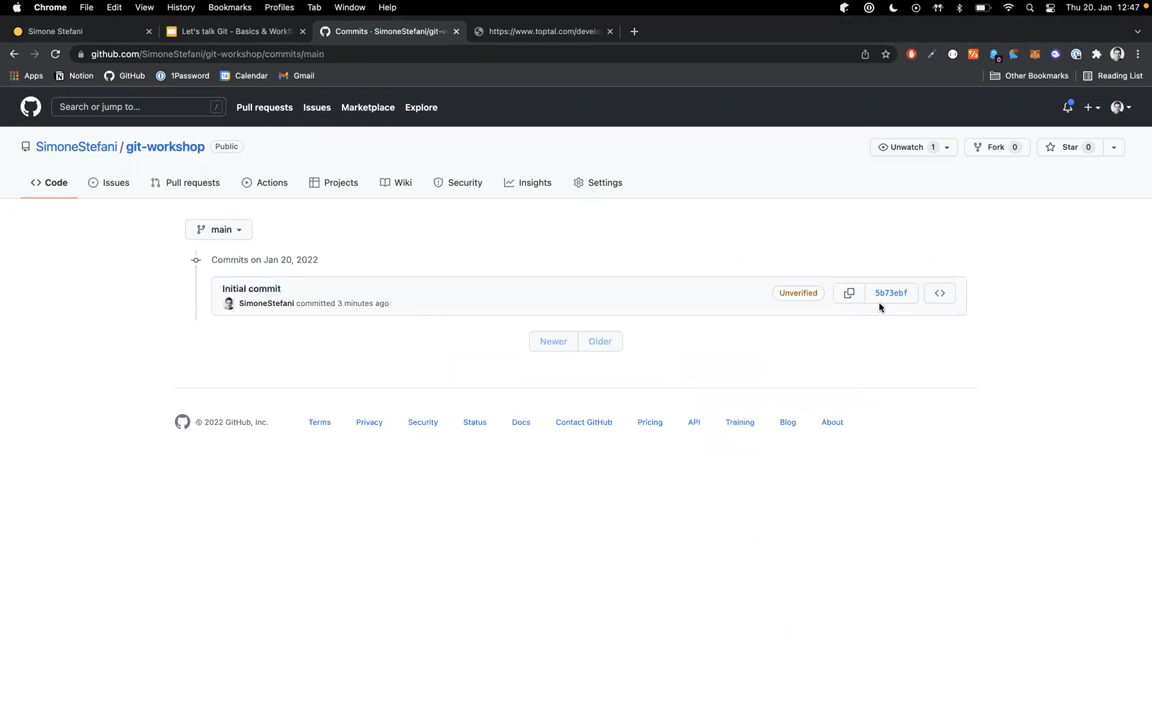 Chrome File Edit View History Bookmarks Profiles Tab Window Help Thu 20. Jan 12:47
Simone Stefani Let's talk Git - Basics & Workf Commits · SimoneStefani/git-w https://www.toptal.com/develo
github.com/SimoneStefani/git-workshop/commits/main
Apps Notion GitHub 1Password Calendar Gmail Other Bookmarks Reading List
Search or jump to... / Pull requests Issues Marketplace Explore
SimoneStefani / git-workshop Public Unwatch 1 Fork 0 Star 0
Code Issues Pull requests Actions Projects Wiki Security Insights Settings
main
Commits on Jan 20, 2022
Initial commit
SimoneStefani committed 3 minutes ago
Unverified 5b73ebf
Newer Older
© 2022 GitHub, Inc. Terms Privacy Security Status Docs Contact GitHub Pricing API Training Blog About